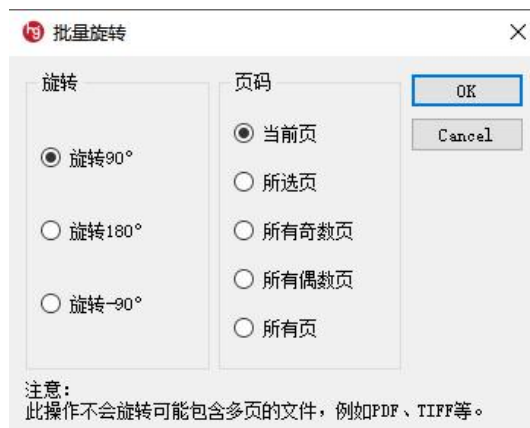 hg 批量旋转
旋转
旋转90°
旋转180°
旋转-90°
页码
当前页
所选页
所有奇数页
所有偶数页
所有页
OK
Cancel
注意:
此操作不会旋转可能包含多页的文件，例如PDF、TIFF等。